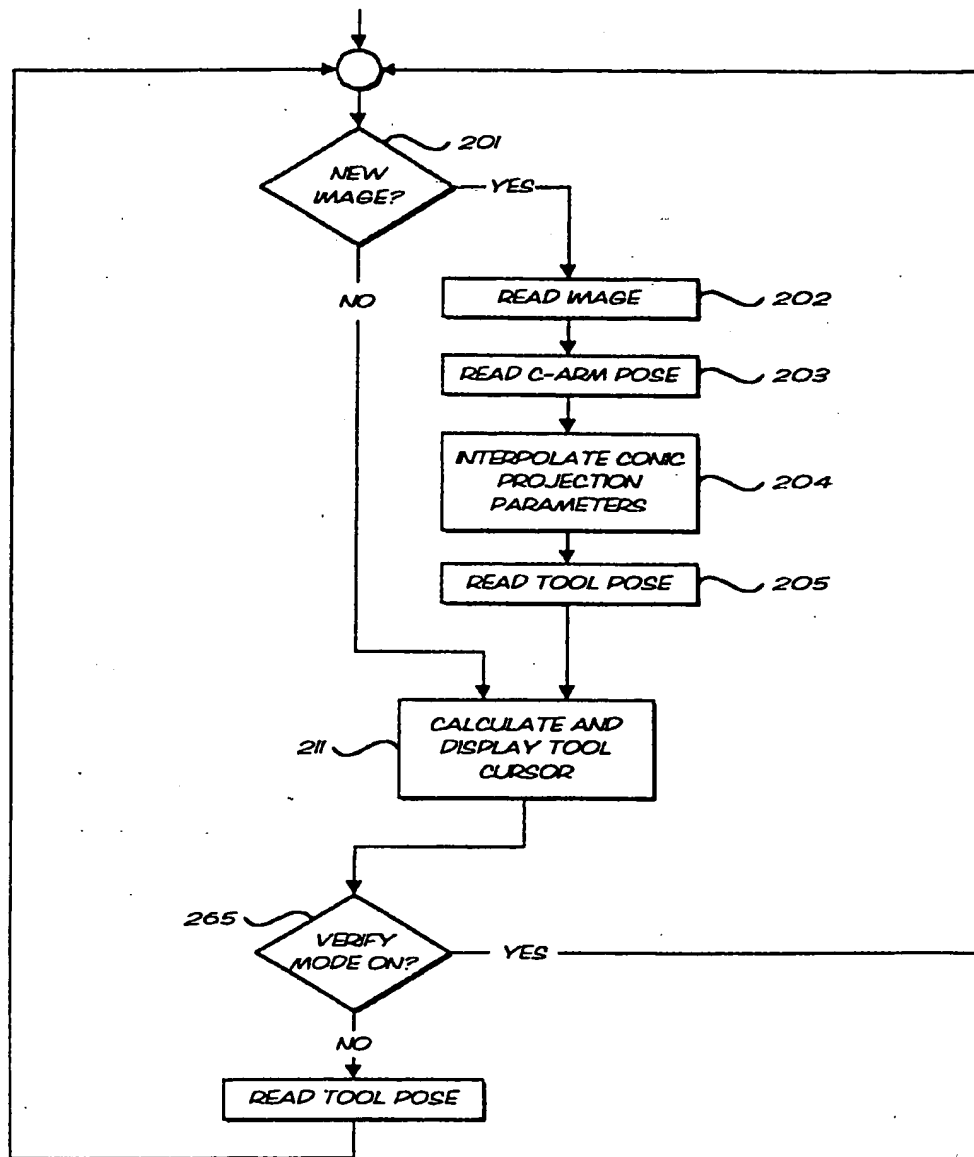 201
NEW
IMAGE?
YES
NO
READ IMAGE
202
READ C-ARM POSE
203
INTERPOLATE CONIC
PROJECTION
PARAMETERS
204
READ TOOL POSE
205
CALCULATE AND
DISPLAY TOOL
CURSOR
211
265
VERIFY
MODE ON?
YES
NO
READ TOOL POSE